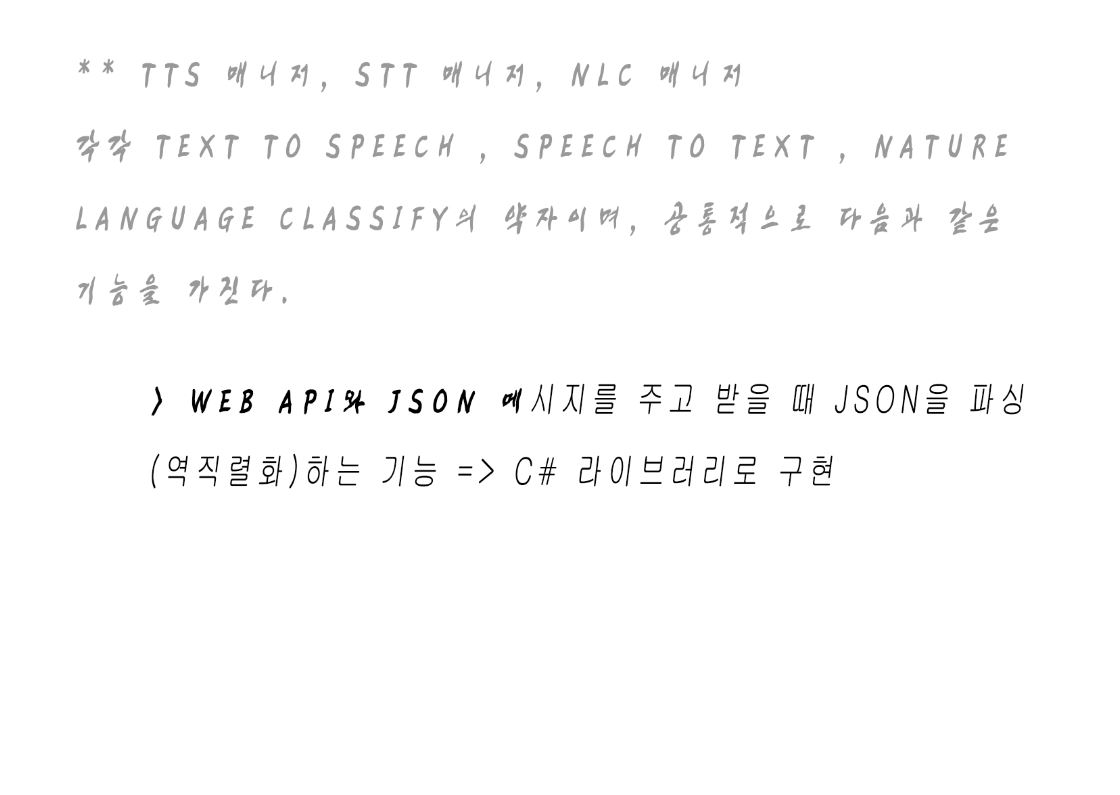 ** TTS 매니저, STT 매니저, NLC 매니저
각각 TEXT TO SPEECH , SPEECH TO TEXT , NATURE
LANGUAGE CLASSIFY의 약자이며, 공통적으로 다음과 같은
기능을 가진다.
> WEB API와 JSON 메시지를 주고 받을 때 JSON을 파싱
(역직렬화)하는 기능 => C# 라이브러리로 구현